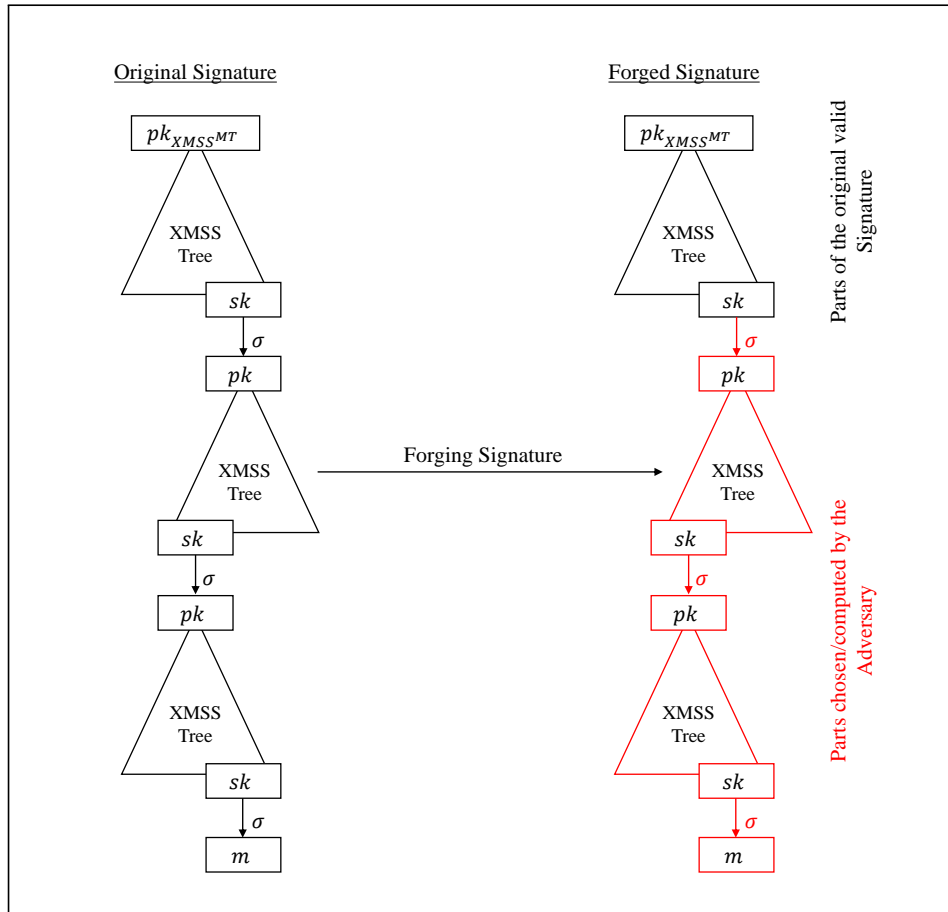 Original Signature
pk_{XMSS^{MT}}
XMSS
Tree
sk
σ
pk
XMSS
Tree
sk
σ
pk
XMSS
Tree
sk
σ
m
Forging Signature
Forged Signature
pk_{XMSS^{MT}}
XMSS
Tree
sk
σ
pk
XMSS
Tree
sk
σ
pk
XMSS
Tree
sk
σ
m
Parts of the original valid
Signature
Parts chosen/computed by the
Adversary